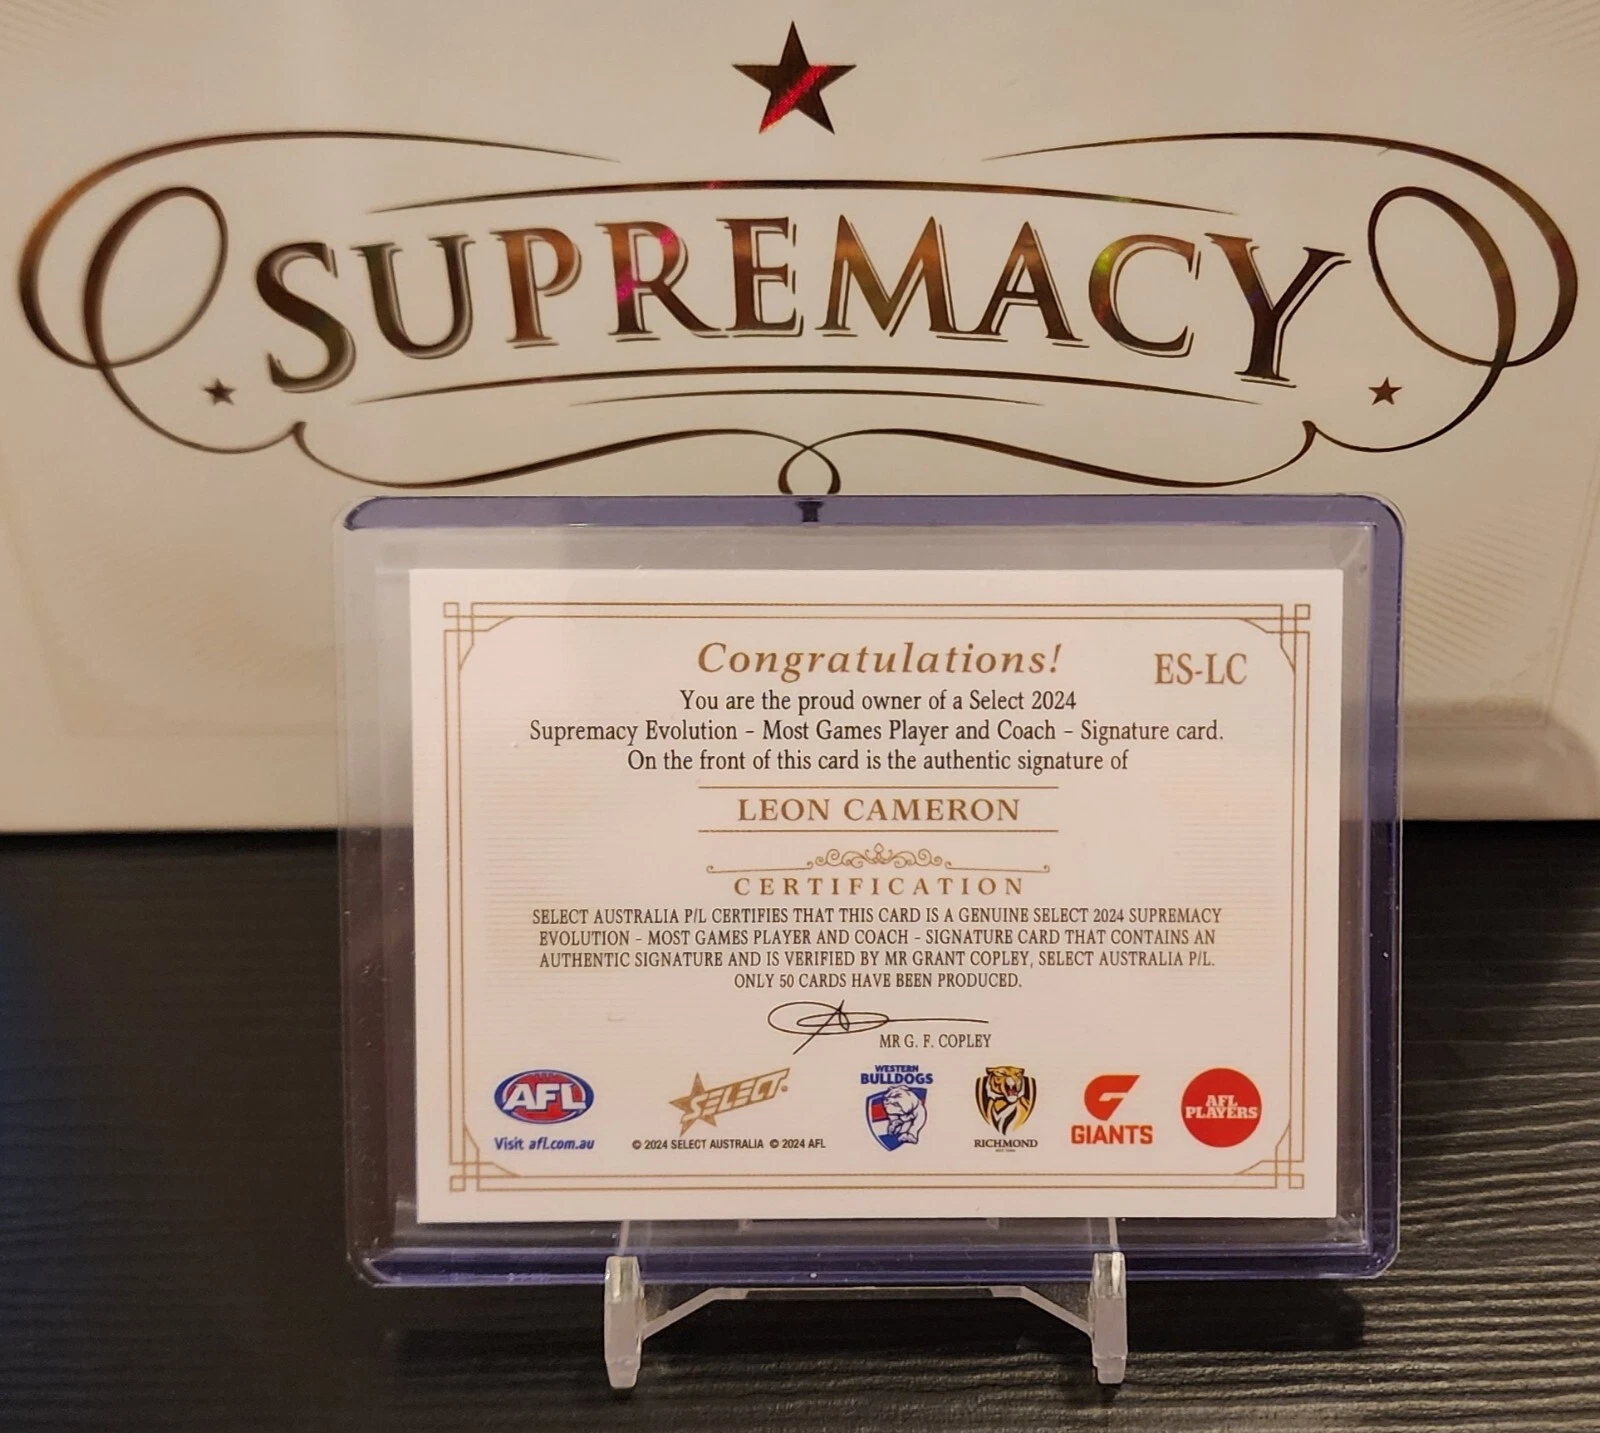 SUPREMACY
Congratulations!
ES-LC
You are the proud owner of a Select 2024
Supremacy Evolution - Most Games Player and Coach - Signature card.
On the front of this card is the authentic signature of
LEON CAMERON
CERTIFICATION
SELECT AUSTRALIA P/L CERTIFIES THAT THIS CARD IS A GENUINE SELECT 2024 SUPREMACY
EVOLUTION - MOST GAMES PLAYER AND COACH - SIGNATURE CARD THAT CONTAINS AN
AUTHENTIC SIGNATURE AND IS VERIFIED BY MR GRANT COPLEY, SELECT AUSTRALIA P/L.
ONLY 50 CARDS HAVE BEEN PRODUCED.
MR G. F. COPLEY
AFL
Visit afl.com.au
SELECT
© 2024 SELECT AUSTRALIA © 2024 AFL
WESTERN
BULLDOGS
RICHMOND
GIANTS
AFL
PLAYERS